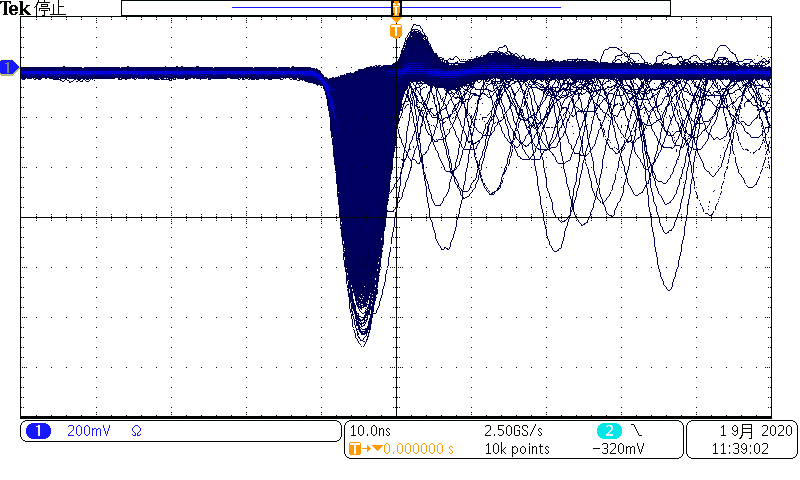 Tek 停止
T
T
1
1 200mV Ω
10.0ns 2.50GS/s 2
T→▼0.000000 s 10k points −320mV
1 9月 2020
11:39:02